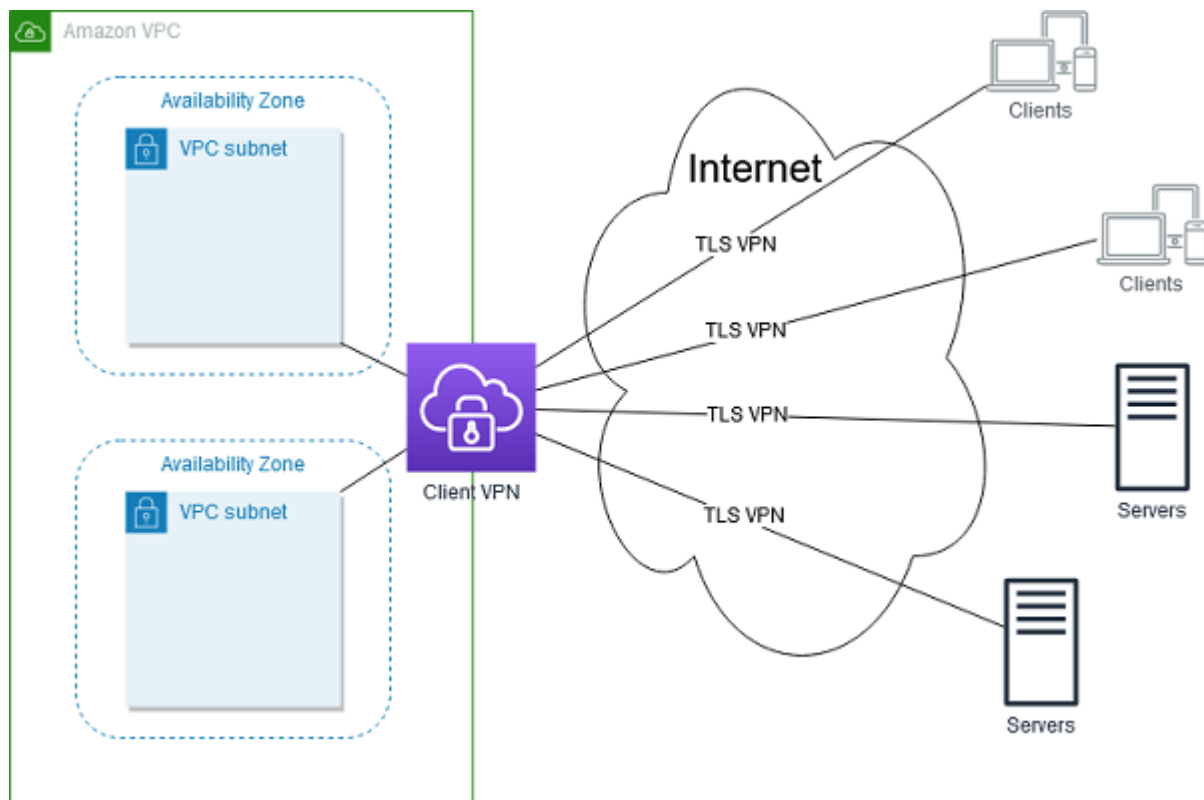 Amazon VPC
Availability Zone
VPC subnet
Availability Zone
VPC subnet
Client VPN
Internet
TLS VPN
TLS VPN
TLS VPN
TLS VPN
Clients
Clients
Servers
Servers